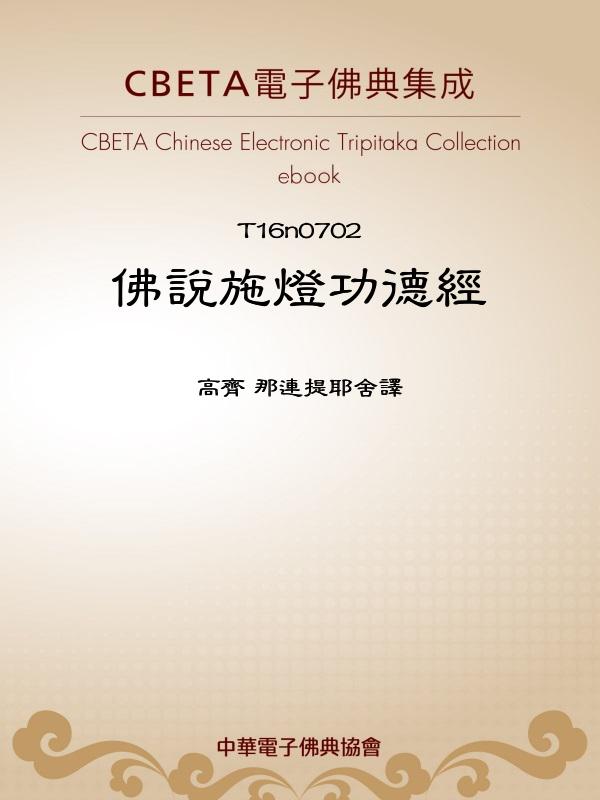 CBETA電子佛典集成
CBETA Chinese Electronic Tripitaka Collection
ebook
T16n0702
佛說施燈功德經
高齊 那連提耶舍譯
中華電子佛典協會